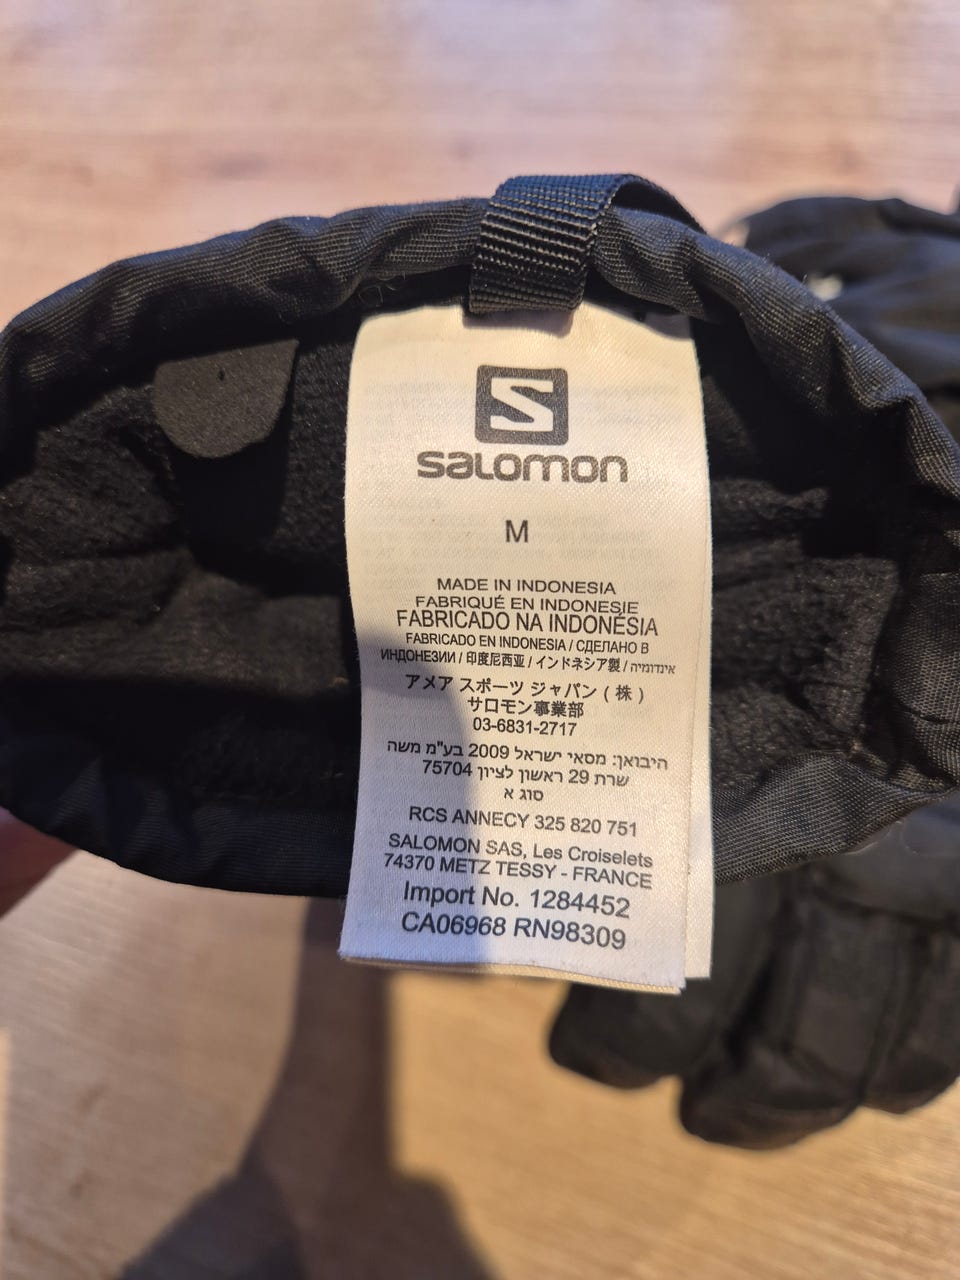 S
salomon
M
MADE IN INDONESIA
FABRIQUÉ EN INDONESIE
FABRICADO NA INDONÉSIA
FABRICADO EN INDONESIA / СДЕЛАНО В
ИНДОНЕЗИИ / 印度尼西亚 / インドネシア製 / אינדונזיה
アメア スポーツ ジャパン ( 株 )
サロモン事業部
03-6831-2717
היבואן: מסאי ישראל 2009 בע"מ משה
שרת 29 ראשון לציון 75704
סוג א
RCS ANNECY 325 820 751
SALOMON SAS, Les Croiselets
74370 METZ TESSY - FRANCE
Import No. 1284452
CA06968 RN98309